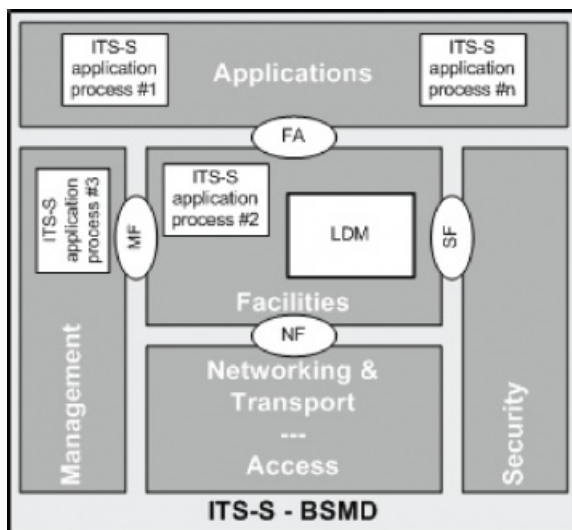 ITS-S
application
process #1
Applications
ITS-S
application
process #n
FA
ITS-S
application
process #3
MF
ITS-S
application
process #2
LDM
SF
Facilities
NF
Management
Networking &
Transport
---
Access
Security
ITS-S - BSMD